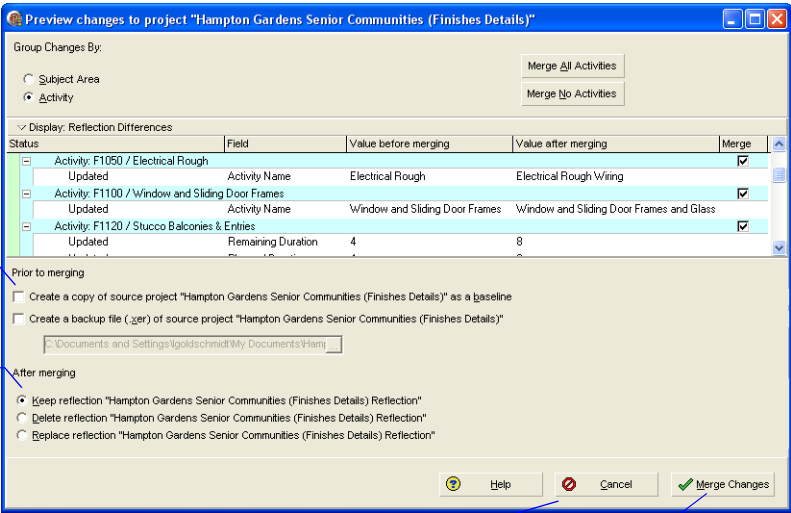 Preview changes to project "Hampton Gardens Senior Communities (Finishes Details)"
Group Changes By:
Subject Area
Activity
Merge All Activities
Merge No Activities
Display: Reflection Differences
Status Field Value before merging Value after merging Merge
Activity: F1050 / Electrical Rough
Updated Activity Name Electrical Rough Electrical Rough Wiring
Activity: F1100 / Window and Sliding Door Frames
Updated Activity Name Window and Sliding Door Frames Window and Sliding Door Frames and Glass
Activity: F1120 / Stucco Balconies & Entries
Updated Remaining Duration 4 8
Prior to merging
Create a copy of source project "Hampton Gardens Senior Communities (Finishes Details)" as a baseline
Create a backup file (.xer) of source project "Hampton Gardens Senior Communities (Finishes Details)"
C:\Documents and Settings\lgoldschmidt\My Documents\Hamp ...
After merging
Keep reflection "Hampton Gardens Senior Communities (Finishes Details) Reflection"
Delete reflection "Hampton Gardens Senior Communities (Finishes Details) Reflection"
Replace reflection "Hampton Gardens Senior Communities (Finishes Details) Reflection"
Help Cancel Merge Changes